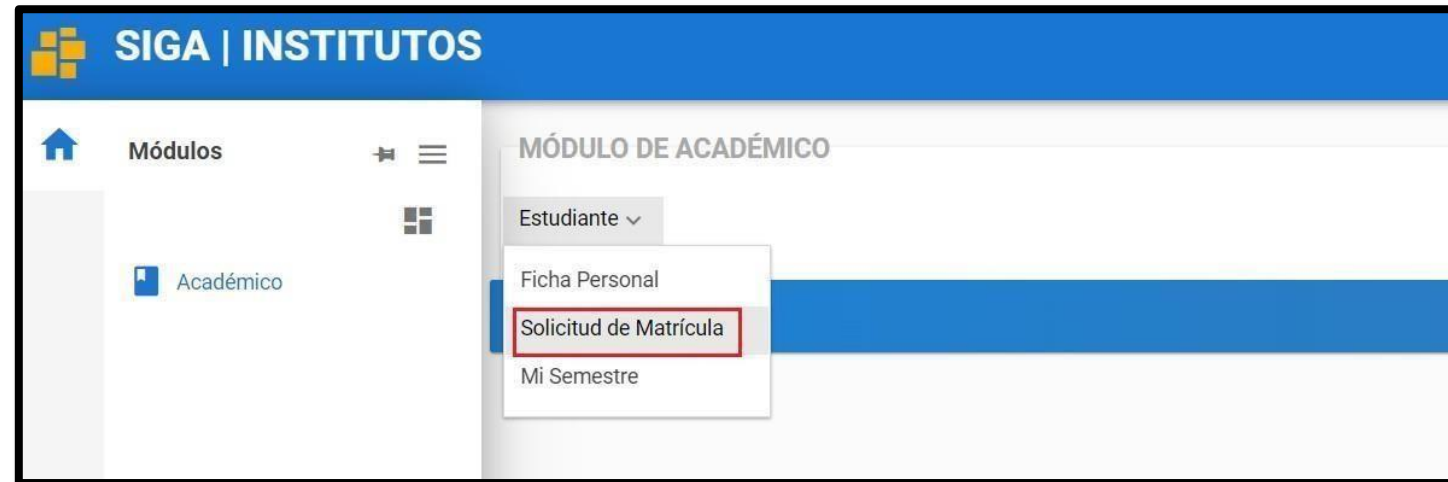 SIGA | INSTITUTOS
Módulos
MÓDULO DE ACADÉMICO
Estudiante
Académico
Ficha Personal
Solicitud de Matrícula
Mi Semestre